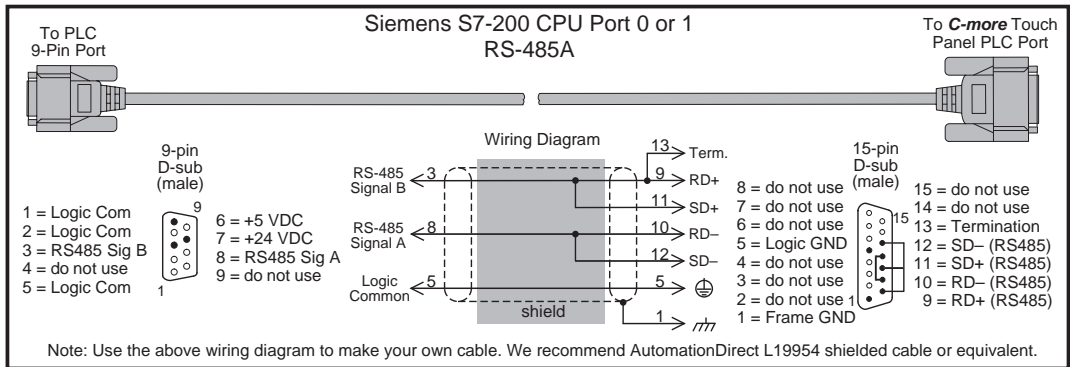 Siemens S7-200 CPU Port 0 or 1
RS-485A
To PLC
9-Pin Port
To C-more Touch
Panel PLC Port
9-pin
D-sub
(male)
1 = Logic Com
2 = Logic Com
3 = RS485 Sig B
4 = do not use
5 = Logic Com
9
1
6 = +5 VDC
7 = +24 VDC
8 = RS485 Sig A
9 = do not use
Wiring Diagram
RS-485
Signal B
3
RS-485
Signal A
8
Logic
Common
5
shield
13 Term.
9 RD+
11 SD+
10 RD–
12 SD–
5
1
15-pin
D-sub
(male)
8 = do not use
7 = do not use
6 = do not use
5 = Logic GND
4 = do not use
3 = do not use
2 = do not use
1 = Frame GND
15
1
15 = do not use
14 = do not use
13 = Termination
12 = SD– (RS485)
11 = SD+ (RS485)
10 = RD– (RS485)
9 = RD+ (RS485)
Note: Use the above wiring diagram to make your own cable. We recommend AutomationDirect L19954 shielded cable or equivalent.